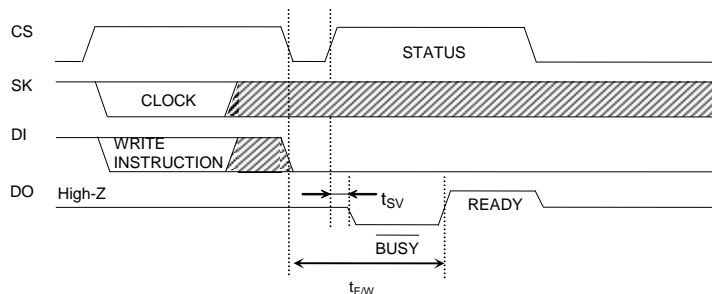 CS
STATUS
SK
CLOCK
DI
WRITE
INSTRUCTION
DO
High-Z
tSV
READY
BUSY
tE/W